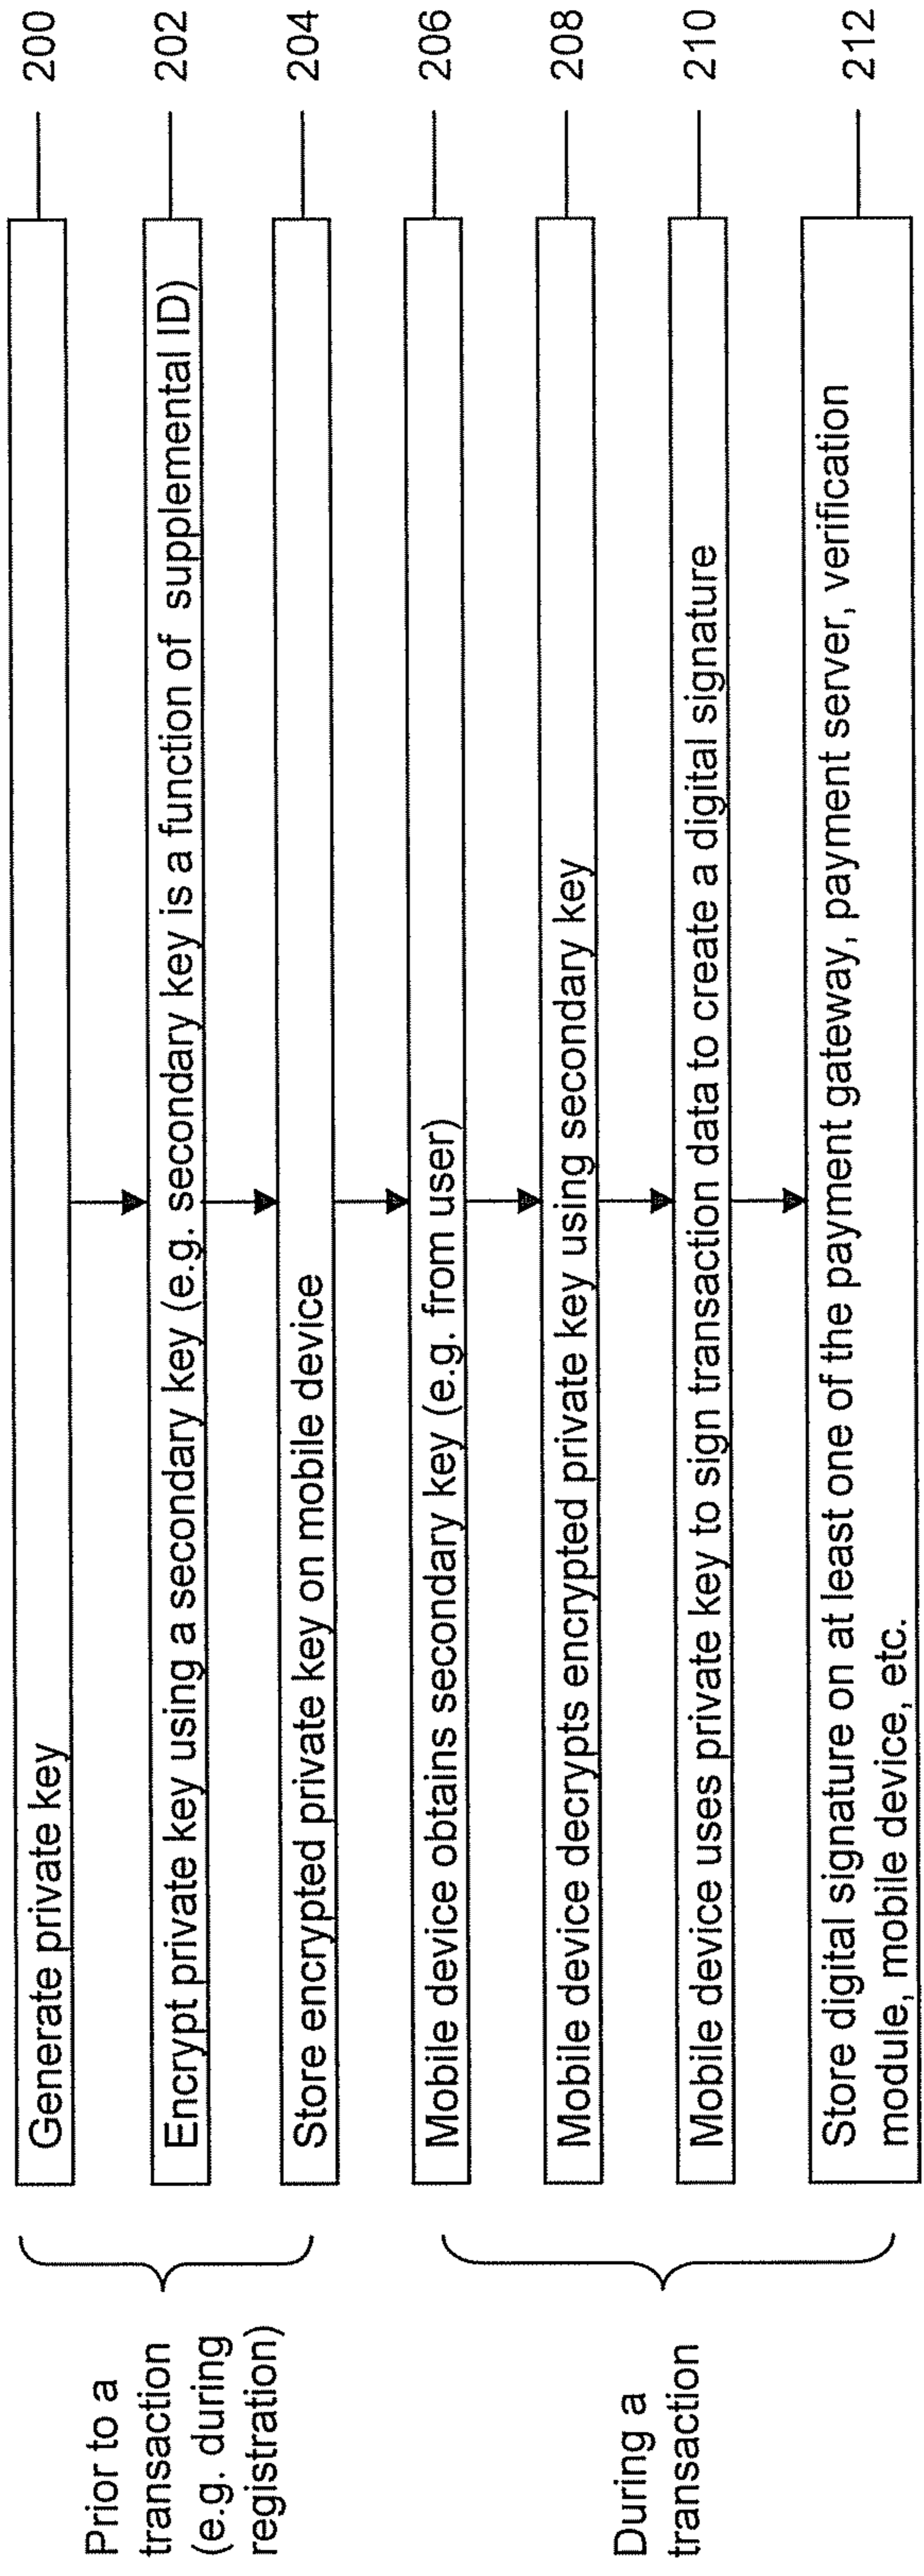 Prior to a
transaction
(e.g. during
registration)
Generate private key
200
Encrypt private key using a secondary key (e.g. secondary key is a function of supplemental ID)
202
Store encrypted private key on mobile device
204
During a
transaction
Mobile device obtains secondary key (e.g. from user)
206
Mobile device decrypts encrypted private key using secondary key
208
Mobile device uses private key to sign transaction data to create a digital signature
210
Store digital signature on at least one of the payment gateway, payment server, verification
module, mobile device, etc.
212